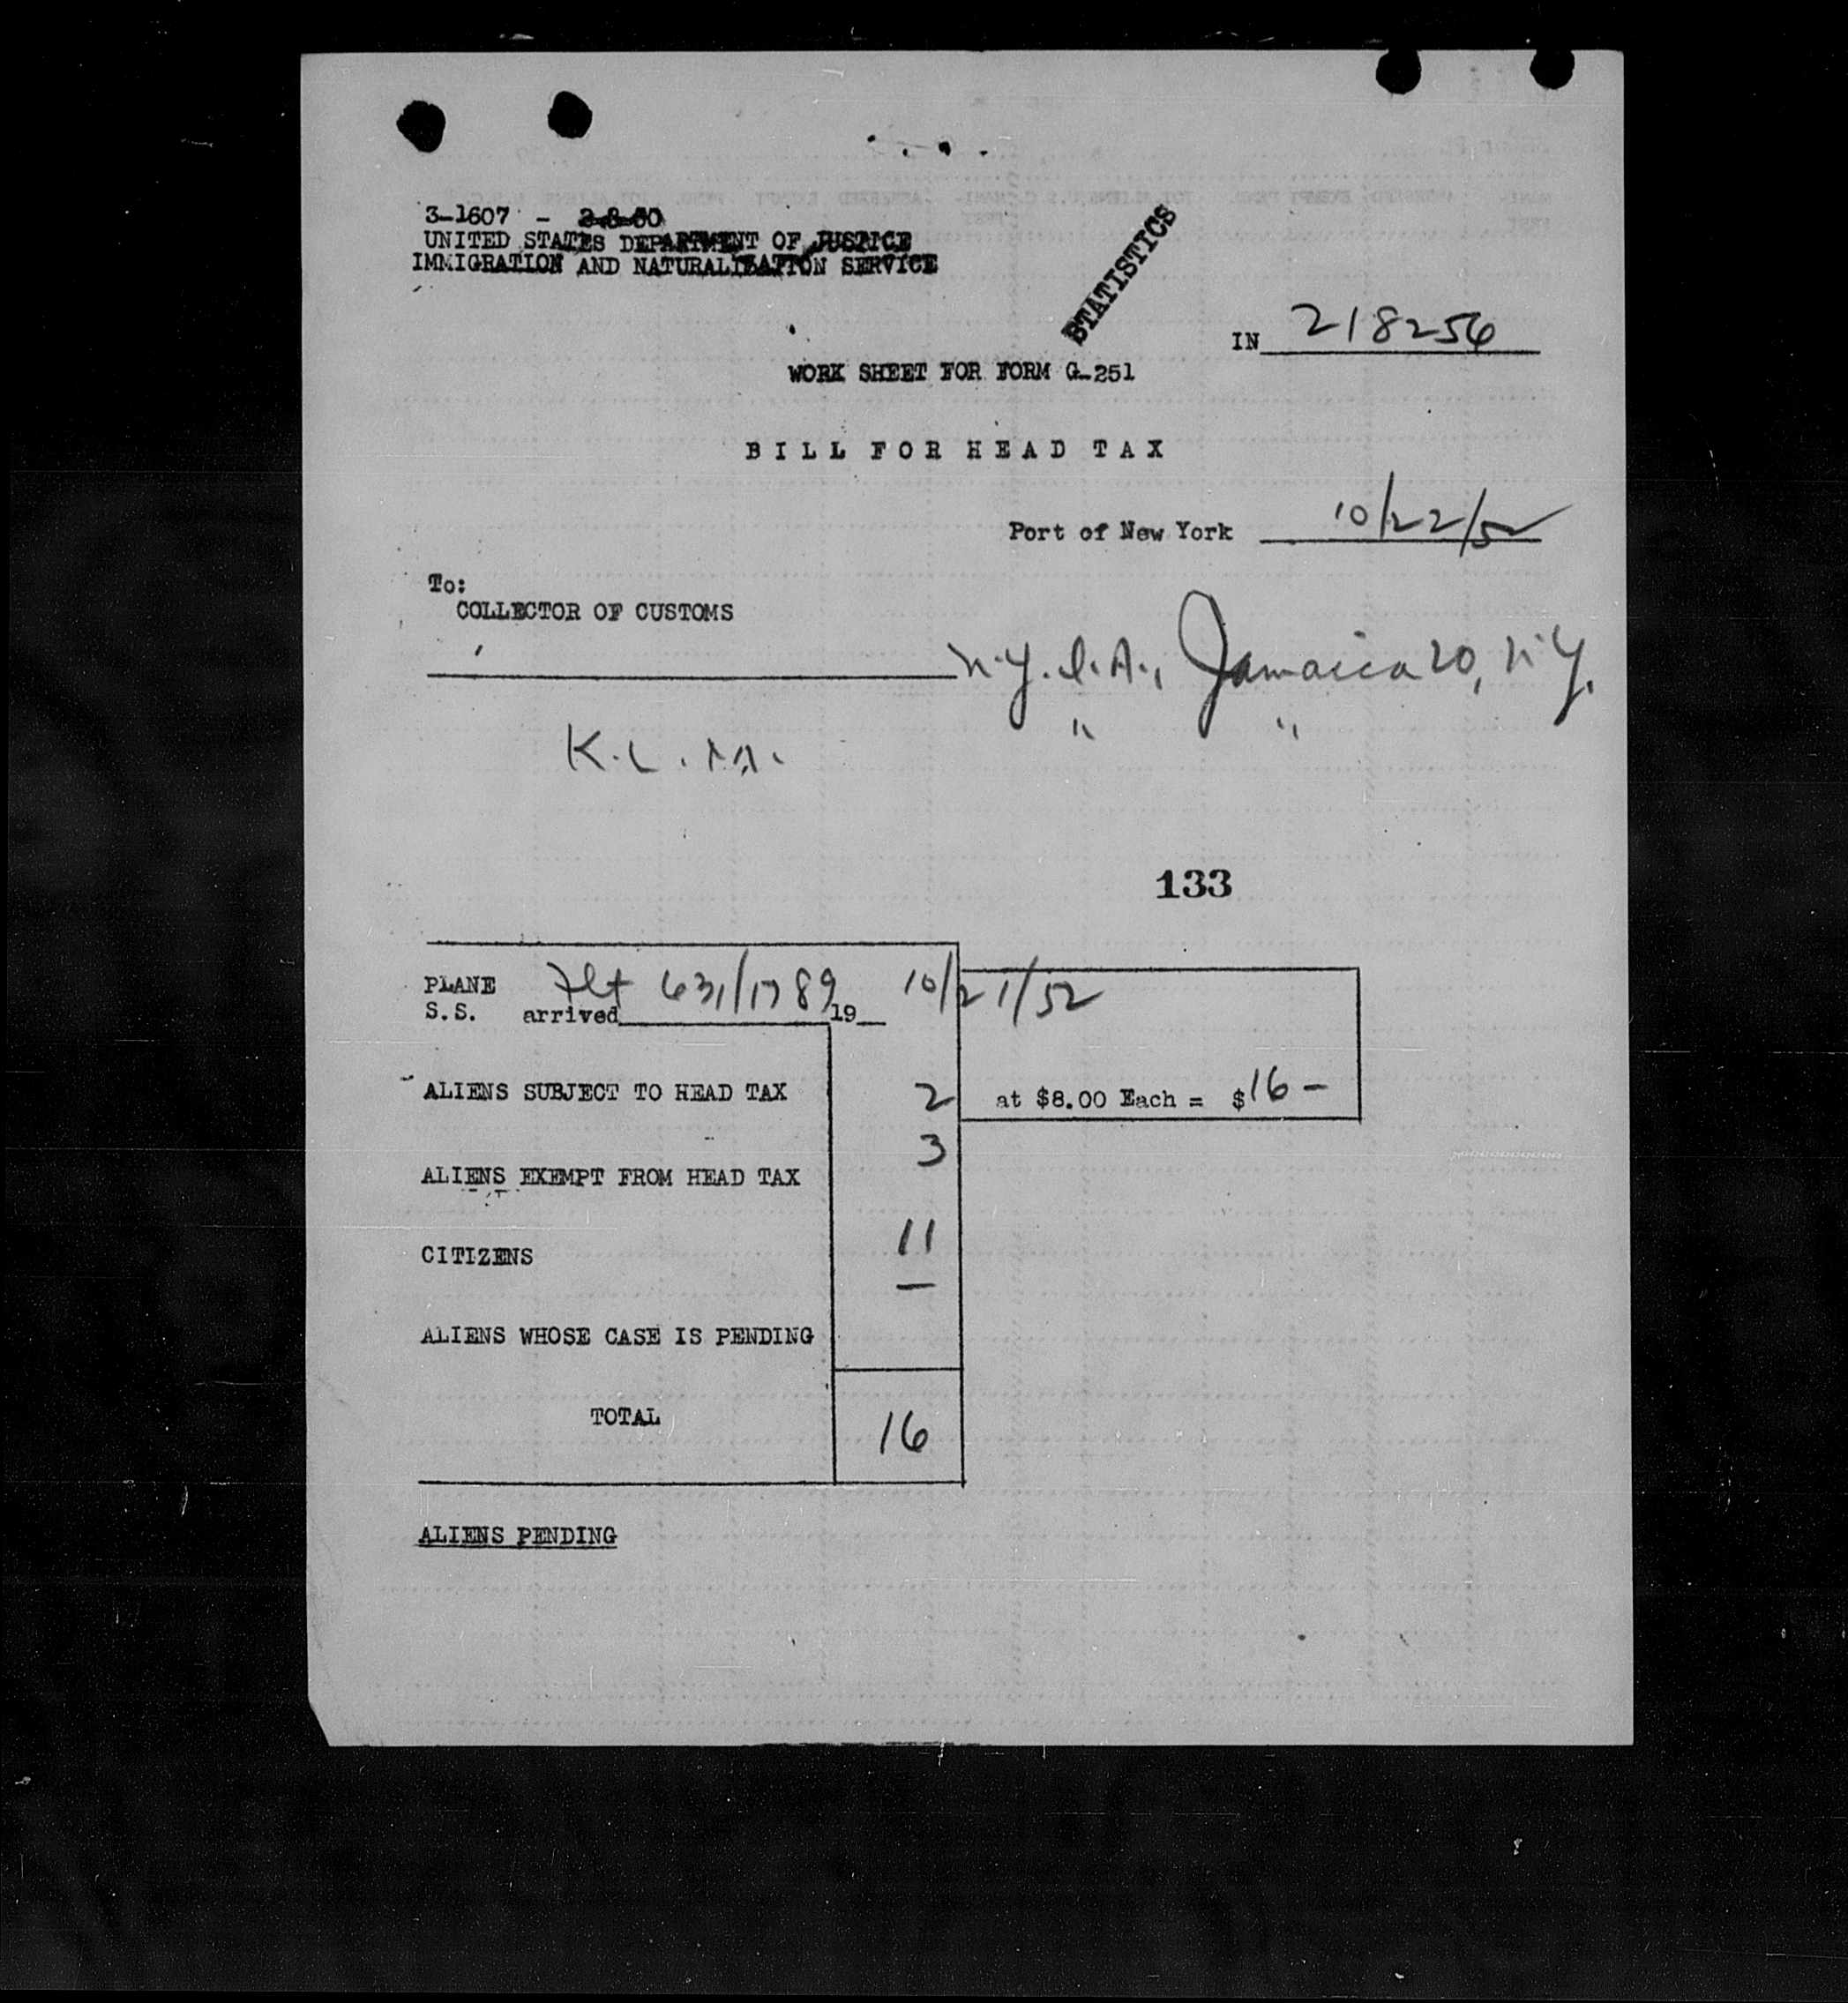 3-1607 - 2-8-50
UNITED STATES DEPARTMENT OF JUSTICE
IMMIGRATION AND NATURALIZATION SERVICE
STATISTICS
IN 218256
WORK SHEET FOR FORM G-251
BILL FOR HEAD TAX
Port of New York 10/22/52
To:
COLLECTOR OF CUSTOMS
N.Y.I.A., Jamaica 20, N.Y.
" "
K.L.M.
133
PLANE Flt 631/1789 10/21/52
S.S. arrived 19
ALIENS SUBJECT TO HEAD TAX 2 at $8.00 Each = $16 -
ALIENS EXEMPT FROM HEAD TAX 3
CITIZENS 11
ALIENS WHOSE CASE IS PENDING —
TOTAL 16
ALIENS PENDING